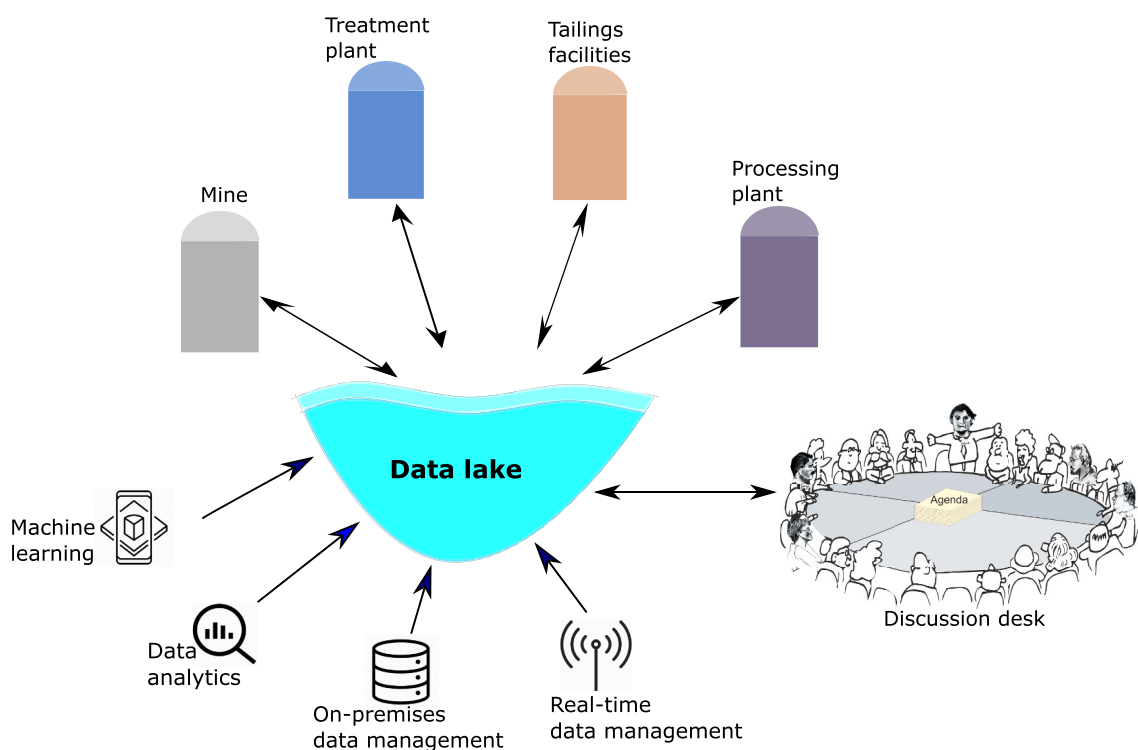 Treatment
plant
Tailings
facilities
Processing
plant
Mine
Data lake
Agenda
Machine
learning
Discussion desk
Data
analytics
On-premises
data management
Real-time
data management